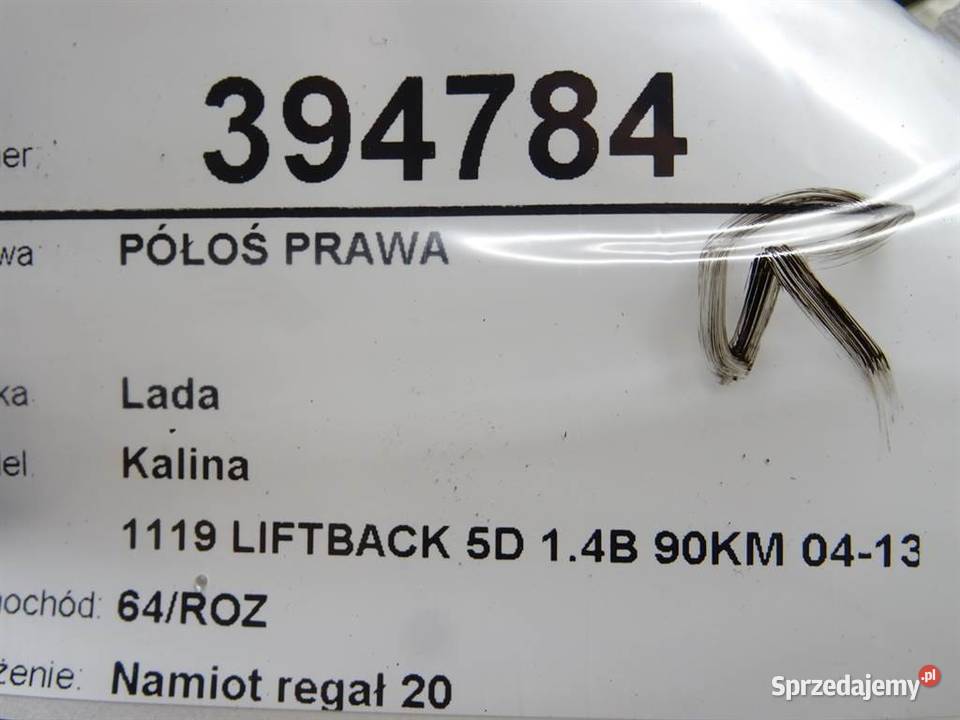 394784
er:
wa PÓŁOŚ PRAWA
R
ka Lada
el. Kalina
1119 LIFTBACK 5D 1.4B 90KM 04-13
ochód: 64/ROZ
żenie: Namiot regał 20
Sprzedajemy.pl